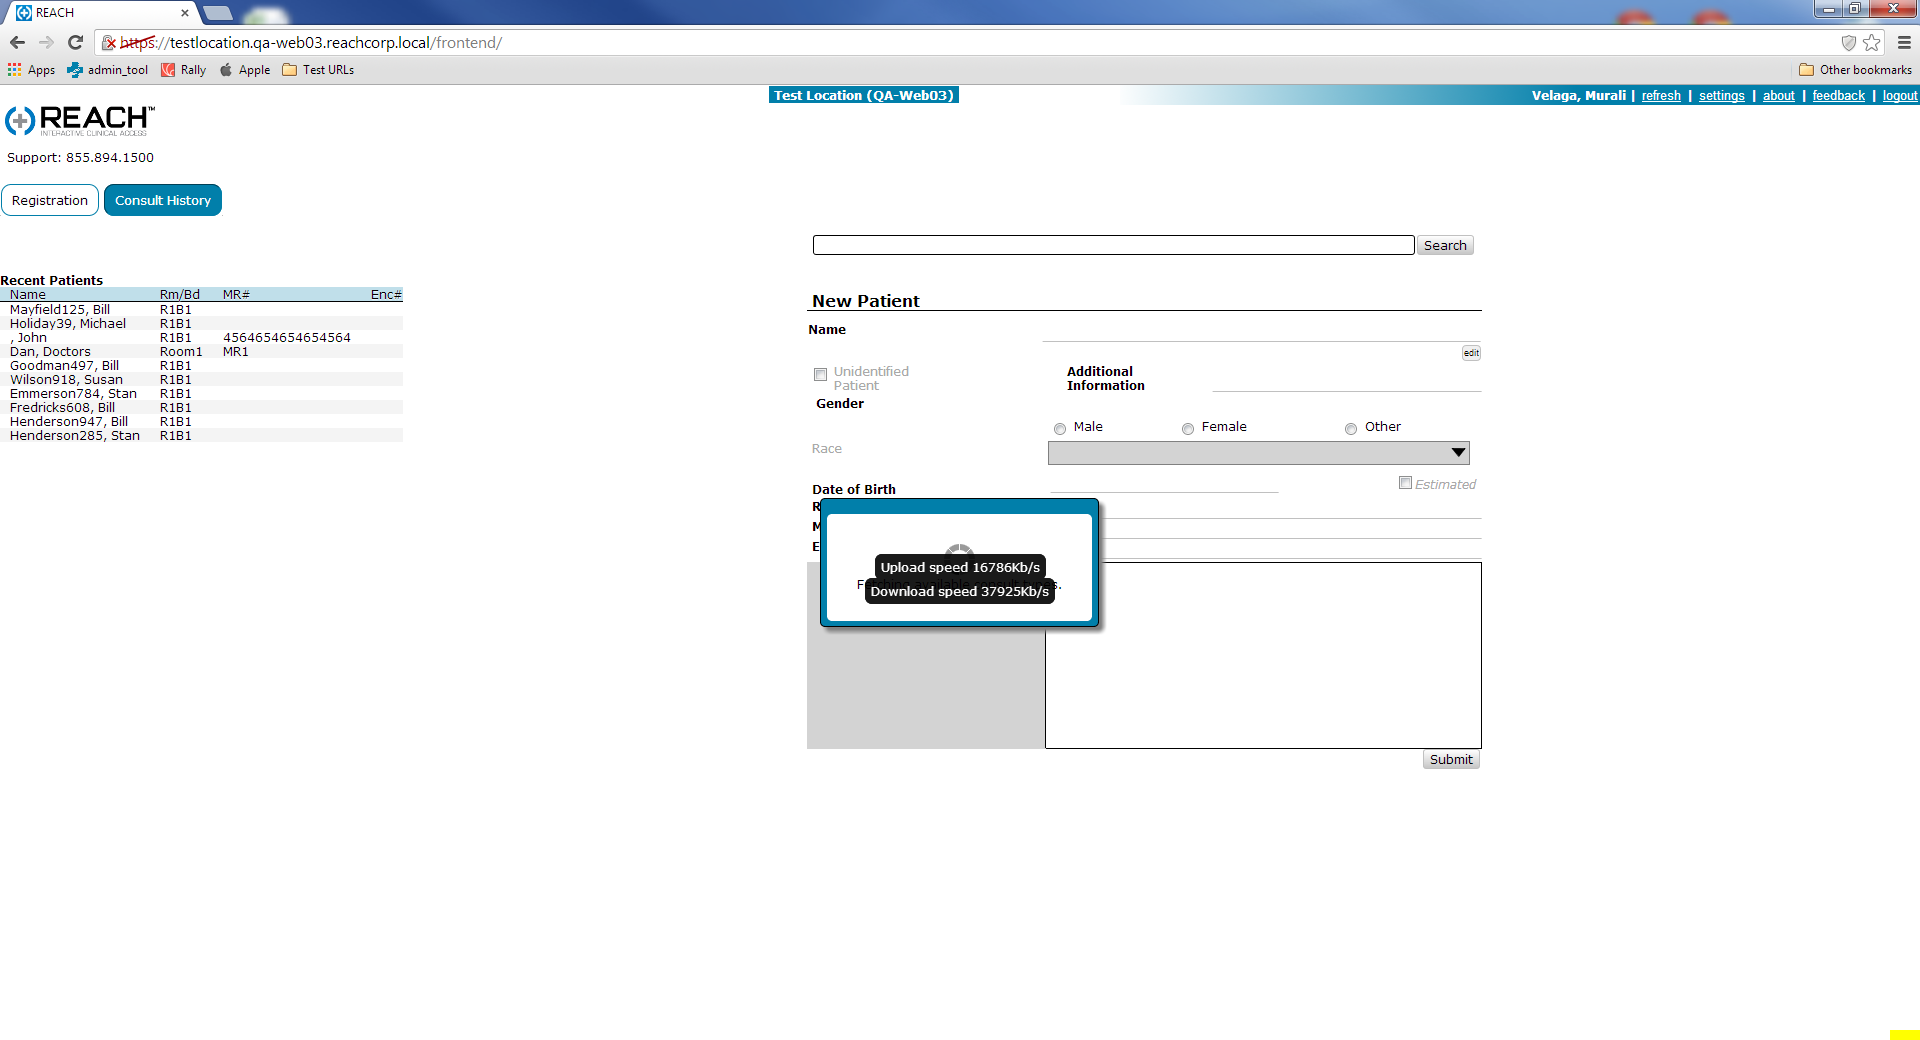 REACH
https://testlocation.qa-web03.reachcorp.local/frontend/
Apps admin_tool Rally Apple Test URLs Other bookmarks
Test Location (QA-Web03) Velaga, Murali | refresh | settings | about | feedback | logout
REACH™
INTERACTIVE CLINICAL ACCESS
Support: 855.894.1500
Registration Consult History
Search
Recent Patients
Name Rm/Bd MR# Enc#
Mayfield125, Bill R1B1
Holiday39, Michael R1B1
, John R1B1 4564654654654564
Dan, Doctors Room1 MR1
Goodman497, Bill R1B1
Wilson918, Susan R1B1
Emmerson784, Stan R1B1
Fredricks608, Bill R1B1
Henderson947, Bill R1B1
Henderson285, Stan R1B1
New Patient
Name
edit
Unidentified
Patient
Additional
Information
Gender
Male Female Other
Race
Date of Birth
Estimated
R
M
E
Upload speed 16786Kb/s
Download speed 37925Kb/s
Submit